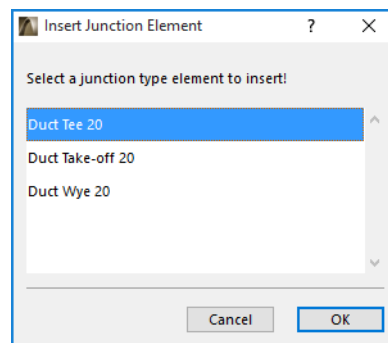 Insert Junction Element
?
Select a junction type element to insert!
Duct Tee 20
Duct Take-off 20
Duct Wye 20
Cancel
OK